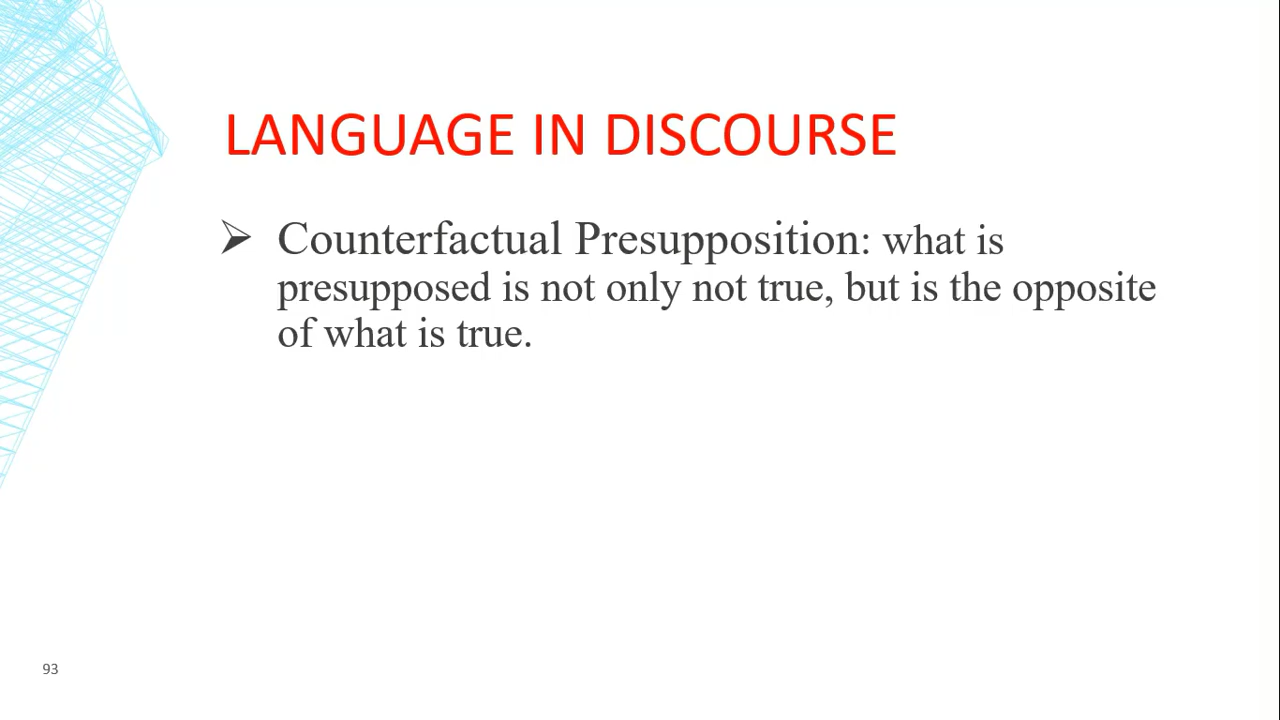 LANGUAGE IN DISCOURSE
➢ Counterfactual Presupposition: what is
presupposed is not only not true, but is the opposite
of what is true.
93